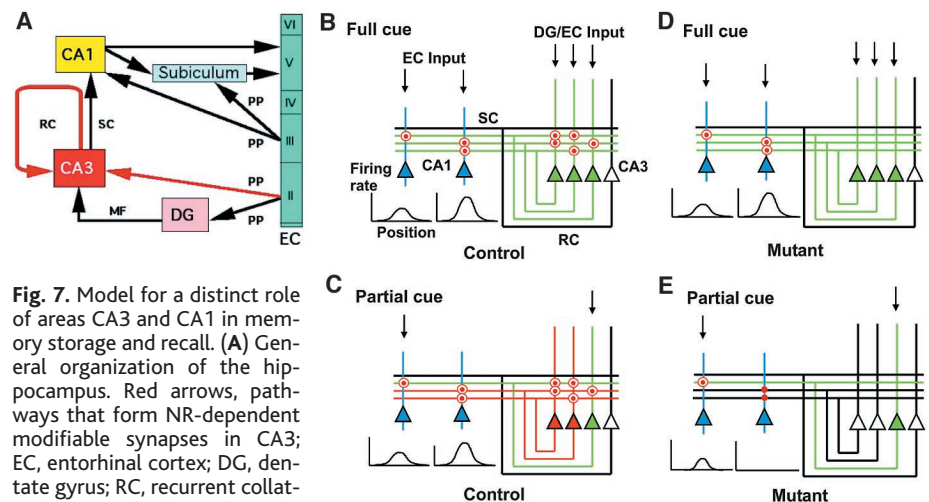 A
VI
CA1
V
Subiculum
IV
PP
RC
SC
III
PP
CA3
PP
II
MF
DG
PP
EC
B
Full cue
DG/EC Input
EC Input
SC
CA1
CA3
Firing
rate
Position
RC
Control
D
Full cue
Mutant
Fig. 7. Model for a distinct role
of areas CA3 and CA1 in mem-
ory storage and recall. (A) Gen-
eral organization of the hip-
pocampus. Red arrows, path-
ways that form NR-dependent
modifiable synapses in CA3;
EC, entorhinal cortex; DG, den-
tate gyrus; RC, recurrent collat-
C
Partial cue
Control
E
Partial cue
Mutant